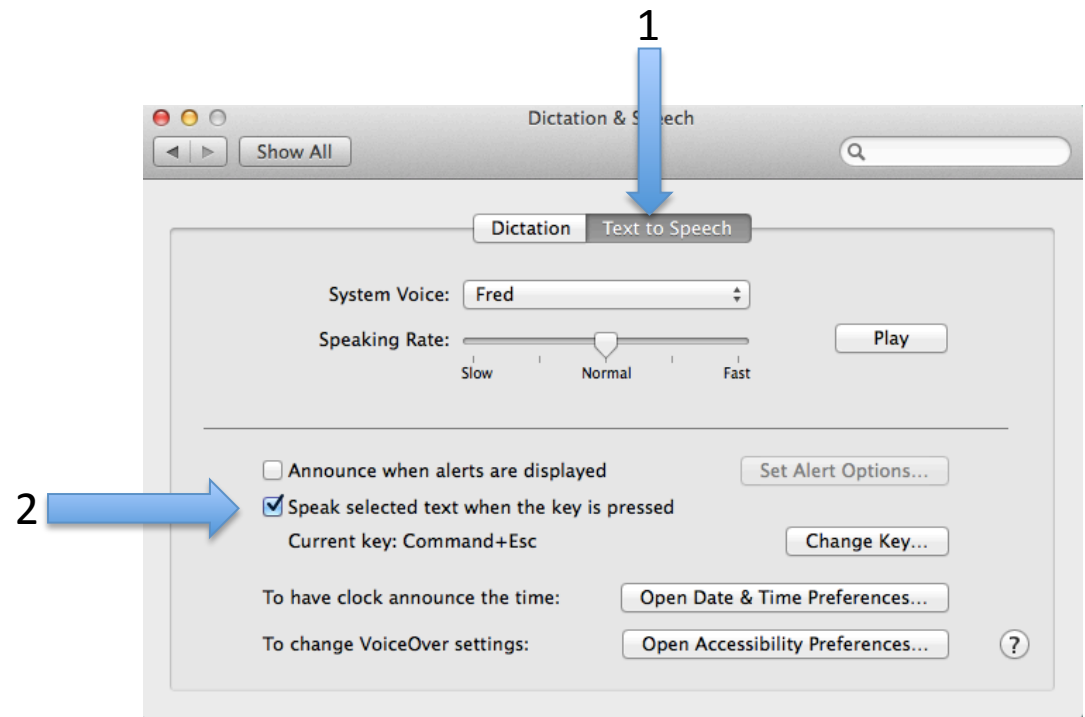 1
Dictation & Speech
Show All
Dictation Text to Speech
System Voice: Fred
Speaking Rate: Play
Slow Normal Fast
Announce when alerts are displayed Set Alert Options...
2 Speak selected text when the key is pressed
Current key: Command+Esc Change Key...
To have clock announce the time: Open Date & Time Preferences...
To change VoiceOver settings: Open Accessibility Preferences... ?